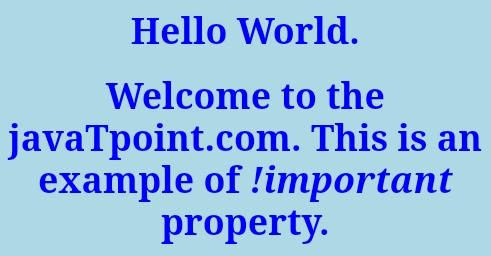 Hello World.
Welcome to the
javaTpoint.com. This is an
example of !important
property.